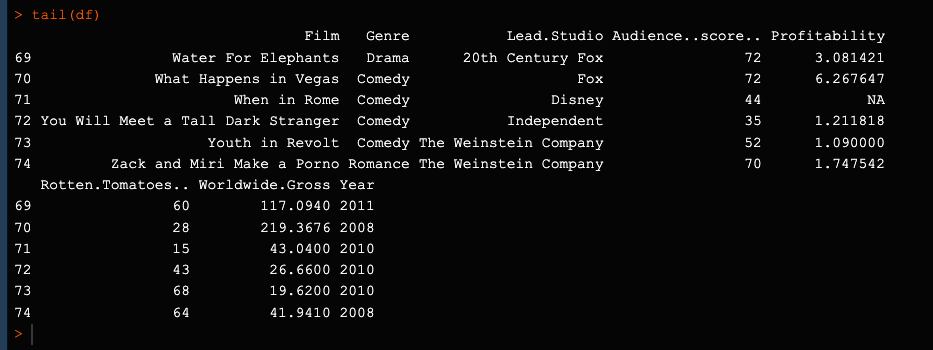 > tail(df)
                              Film   Genre           Lead.Studio Audience..score.. Profitability
69             Water For Elephants   Drama      20th Century Fox                72      3.081421
70           What Happens in Vegas  Comedy                   Fox                72      6.267647
71                    When in Rome  Comedy                Disney                44            NA
72 You Will Meet a Tall Dark Stranger  Comedy           Independent                35      1.211818
73                 Youth in Revolt  Comedy The Weinstein Company                52      1.090000
74      Zack and Miri Make a Porno Romance The Weinstein Company                70      1.747542
   Rotten.Tomatoes.. Worldwide.Gross Year
69                60        117.0940 2011
70                28        219.3676 2008
71                15         43.0400 2010
72                43         26.6600 2010
73                68         19.6200 2010
74                64         41.9410 2008
>